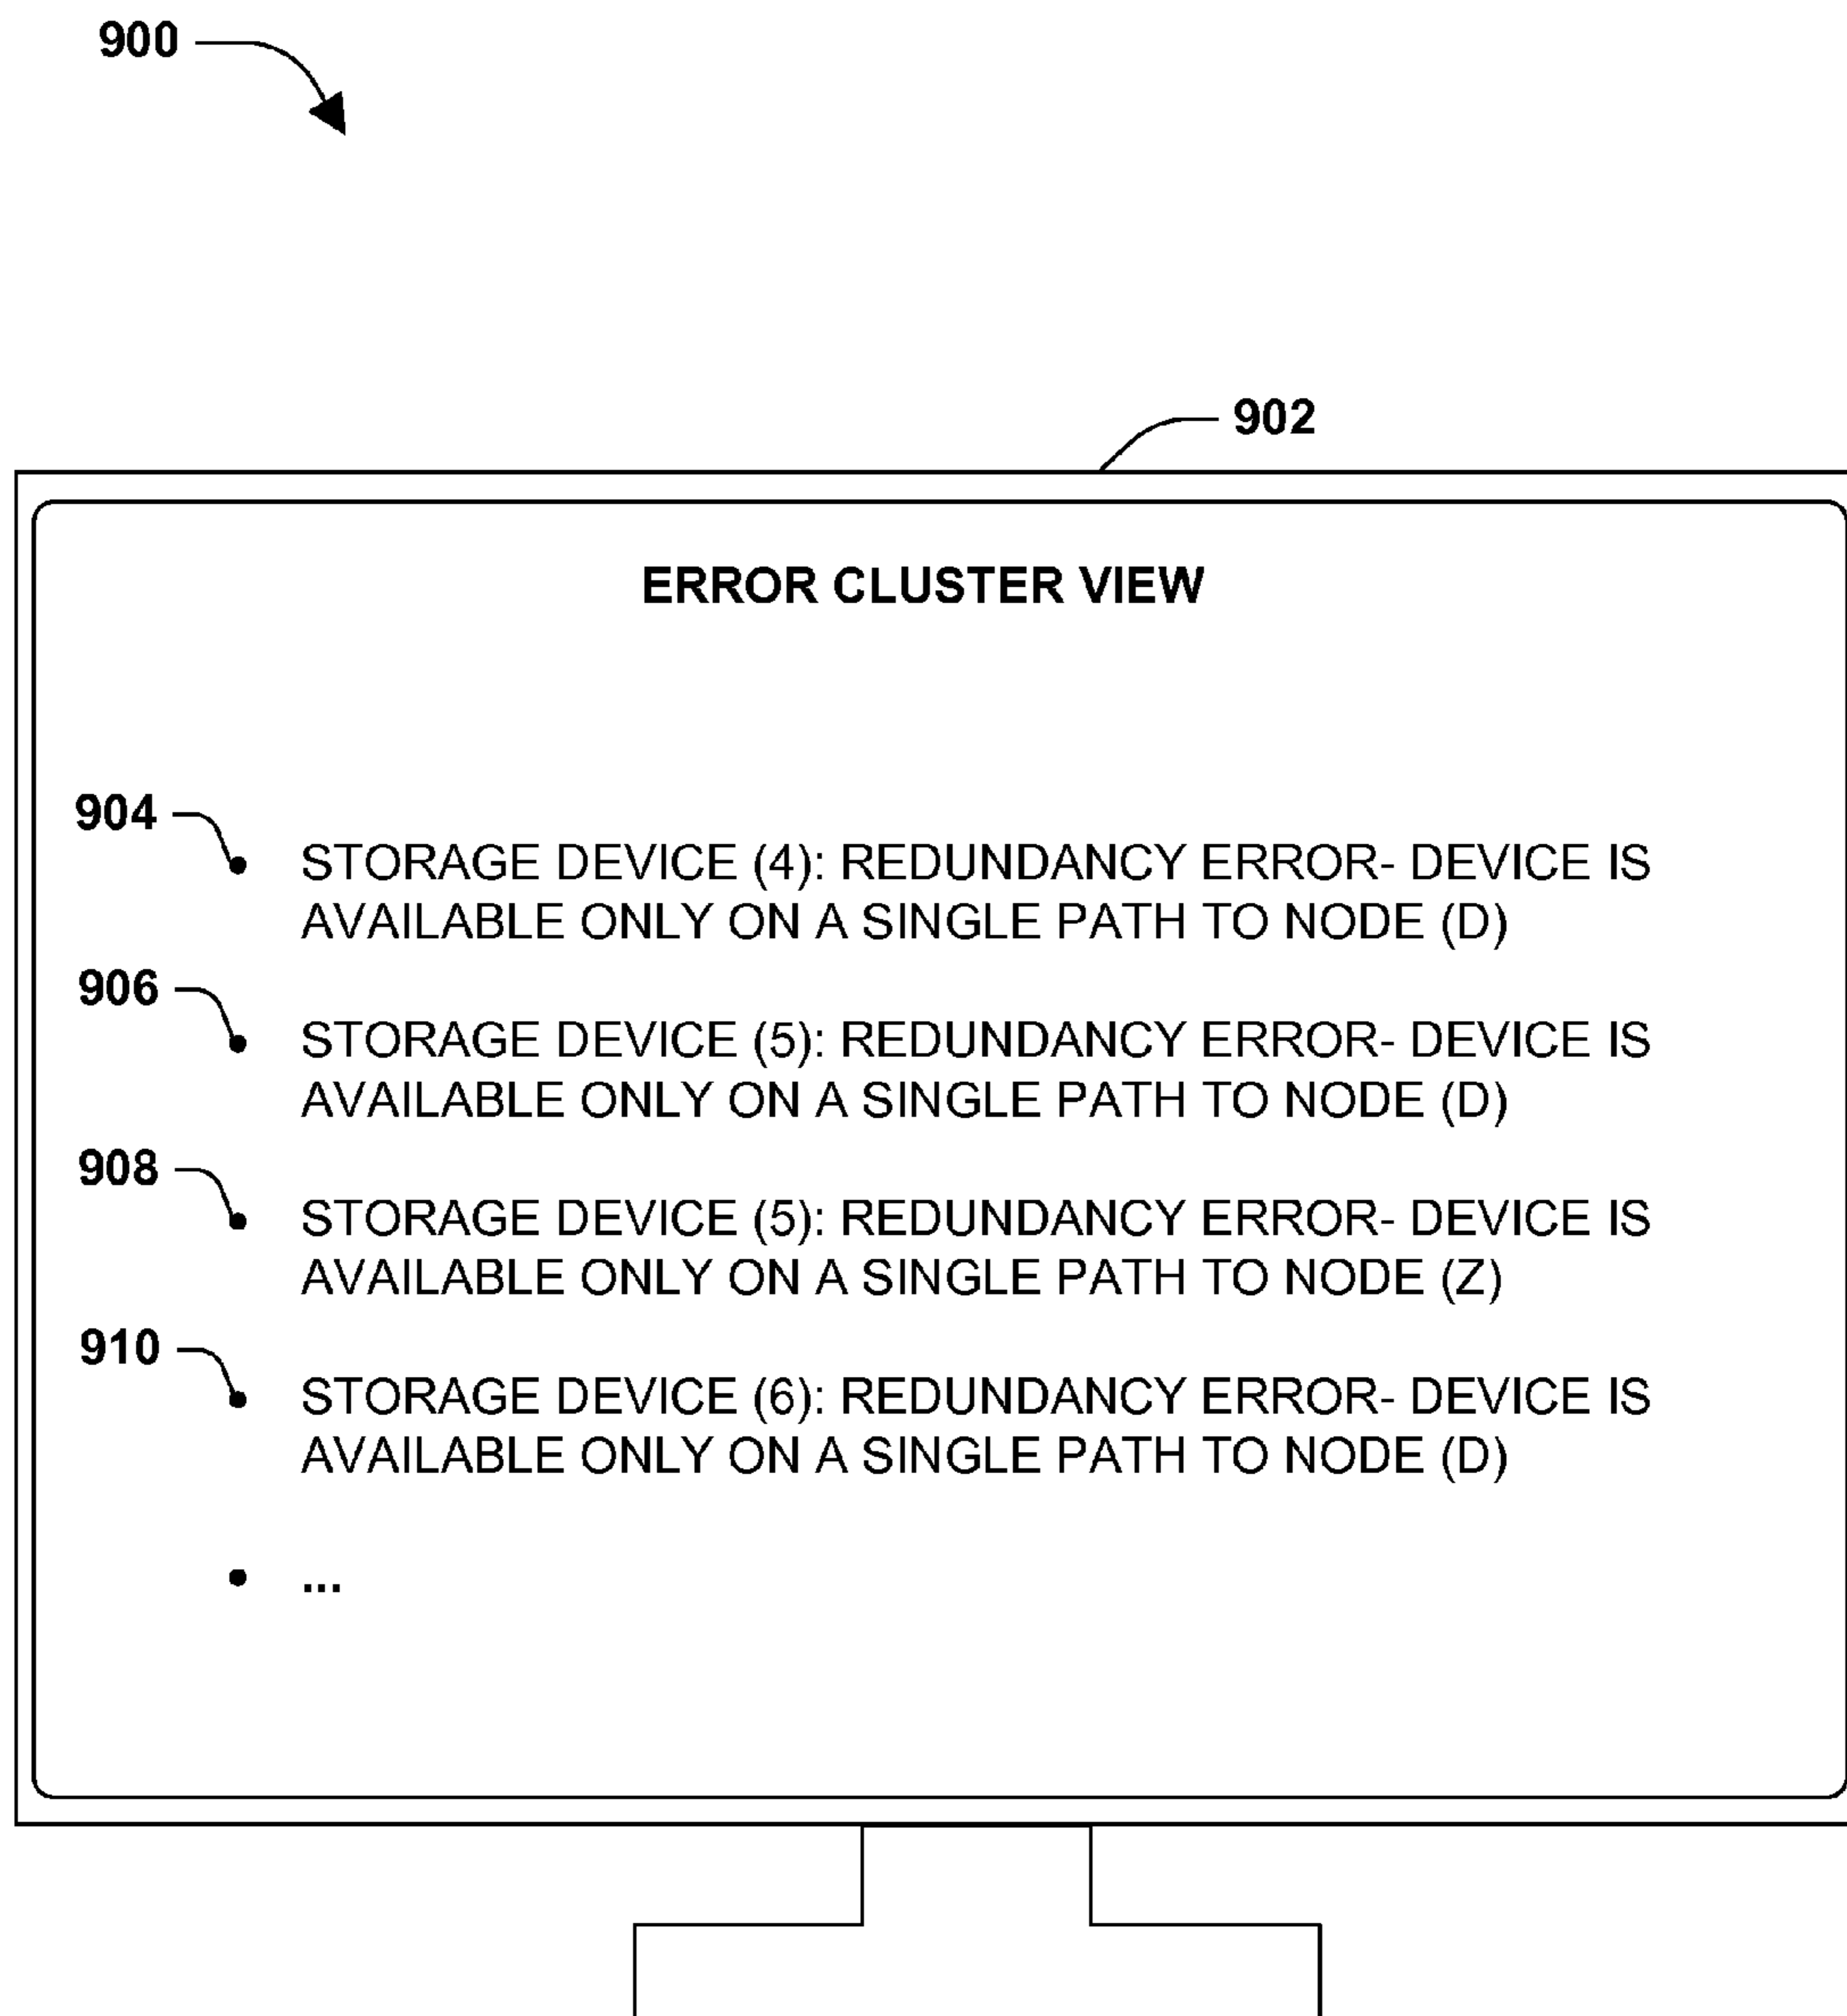 900
902
ERROR CLUSTER VIEW
904
• STORAGE DEVICE (4): REDUNDANCY ERROR- DEVICE IS
AVAILABLE ONLY ON A SINGLE PATH TO NODE (D)
906
• STORAGE DEVICE (5): REDUNDANCY ERROR- DEVICE IS
AVAILABLE ONLY ON A SINGLE PATH TO NODE (D)
908
• STORAGE DEVICE (5): REDUNDANCY ERROR- DEVICE IS
AVAILABLE ONLY ON A SINGLE PATH TO NODE (Z)
910
• STORAGE DEVICE (6): REDUNDANCY ERROR- DEVICE IS
AVAILABLE ONLY ON A SINGLE PATH TO NODE (D)
• ...